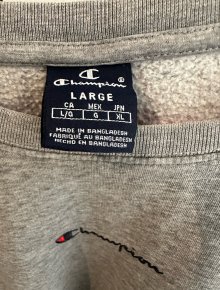 Champion
LARGE
CA MEX JPN
L/G G XL
MADE IN BANGLADESH
FABRIQUÉ AU BANGLADESH
HECHO EN BANGLADESH
Champion